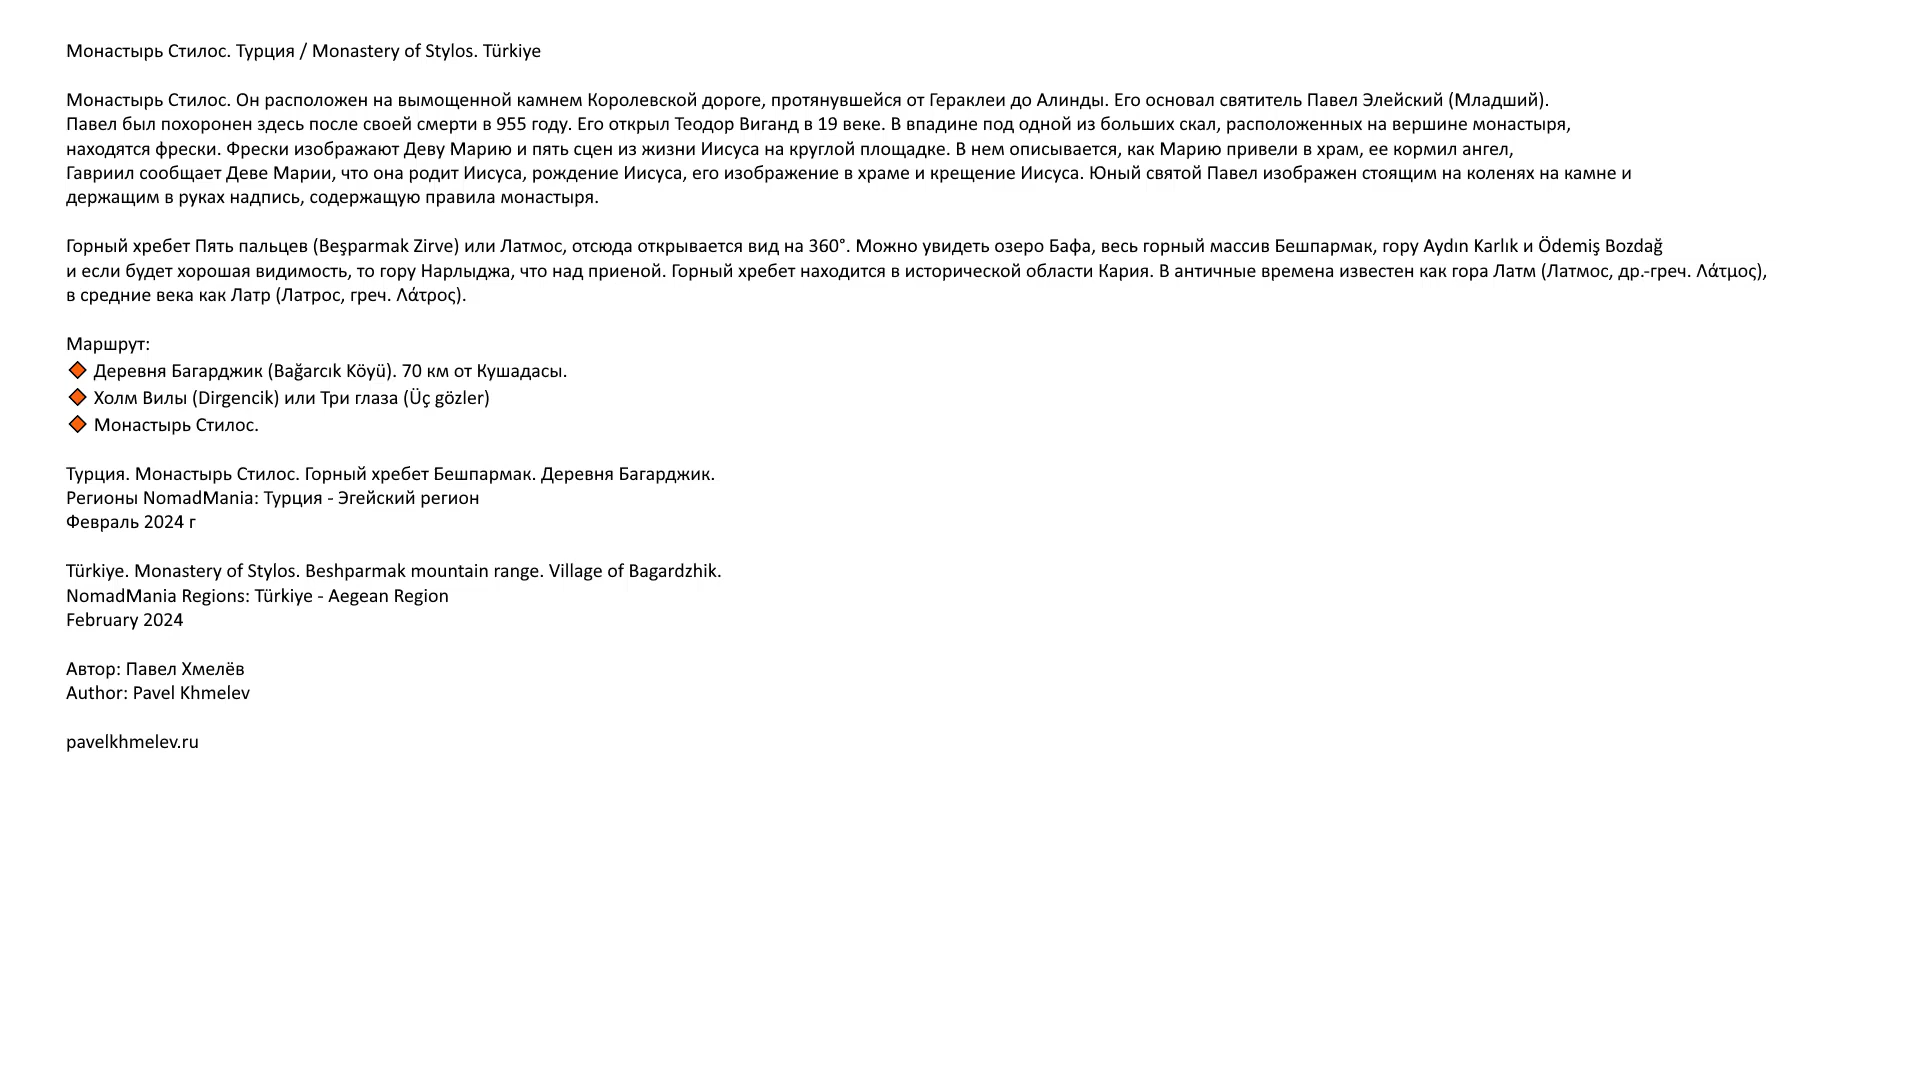 Монастырь Стилос. Турция / Monastery of Stylos. Türkiye
Монастырь Стилос. Он расположен на вымощенной камнем Королевской дороге, протянувшейся от Гераклеи до Алинды. Его основал святитель Павел Элейский (Младший).
Павел был похоронен здесь после своей смерти в 955 году. Его открыл Теодор Виганд в 19 веке. В впадине под одной из больших скал, расположенных на вершине монастыря,
находятся фрески. Фрески изображают Деву Марию и пять сцен из жизни Иисуса на круглой площадке. В нем описывается, как Марию привели в храм, ее кормил ангел,
Гавриил сообщает Деве Марии, что она родит Иисуса, рождение Иисуса, его изображение в храме и крещение Иисуса. Юный святой Павел изображен стоящим на коленях на камне и
держащим в руках надпись, содержащую правила монастыря.
Горный хребет Пять пальцев (Beşparmak Zirve) или Латмос, отсюда открывается вид на 360°. Можно увидеть озеро Бафа, весь горный массив Бешпармак, гору Aydın Karlık и Ödemiş Bozdağ
и если будет хорошая видимость, то гору Нарлыджа, что над приеной. Горный хребет находится в исторической области Кария. В античные времена известен как гора Латм (Латмос, др.-греч. Λάτμος),
в средние века как Латр (Латрос, греч. Λάτρος).
Маршрут:
🔶 Деревня Багарджик (Bağarcık Köyü). 70 км от Кушадасы.
🔶 Холм Вилы (Dirgencik) или Три глаза (Üç gözler)
🔶 Монастырь Стилос.
Турция. Монастырь Стилос. Горный хребет Бешпармак. Деревня Багарджик.
Регионы NomadMania: Турция - Эгейский регион
Февраль 2024 г
Türkiye. Monastery of Stylos. Beshparmak mountain range. Village of Bagardzhik.
NomadMania Regions: Türkiye - Aegean Region
February 2024
Автор: Павел Хмелёв
Author: Pavel Khmelev
pavelkhmelev.ru